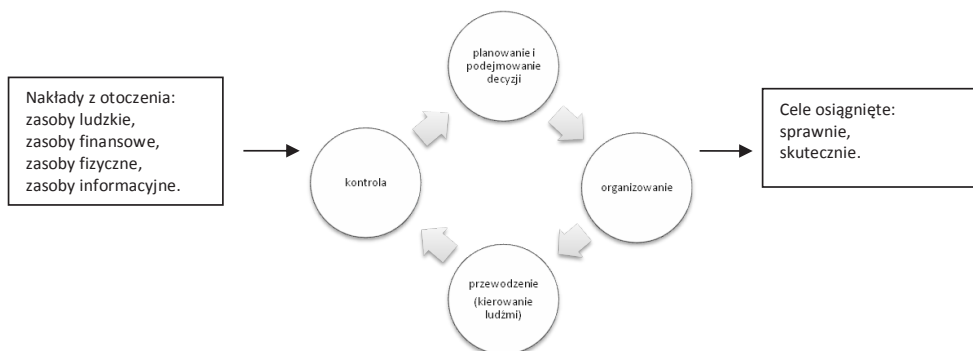 planowanie i
podejmowanie
decyzji
Nakłady z otoczenia:
zasoby ludzkie,
zasoby finansowe,
zasoby fizyczne,
zasoby informacyjne.
Cele osiągnięte:
sprawnie,
skutecznie.
kontrola
organizowanie
przewodzenie
(kierowanie
ludźmi)